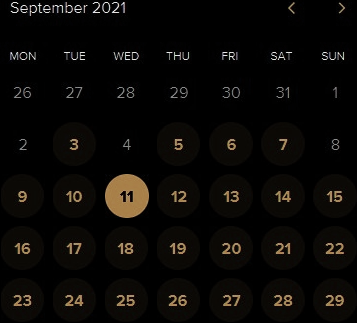 September 2021 < >
MON TUE WED THU FRI SAT SUN
26 27 28 29 30 31 1
2 3 4 5 6 7 8
9 10 11 12 13 14 15
16 17 18 19 20 21 22
23 24 25 26 27 28 29